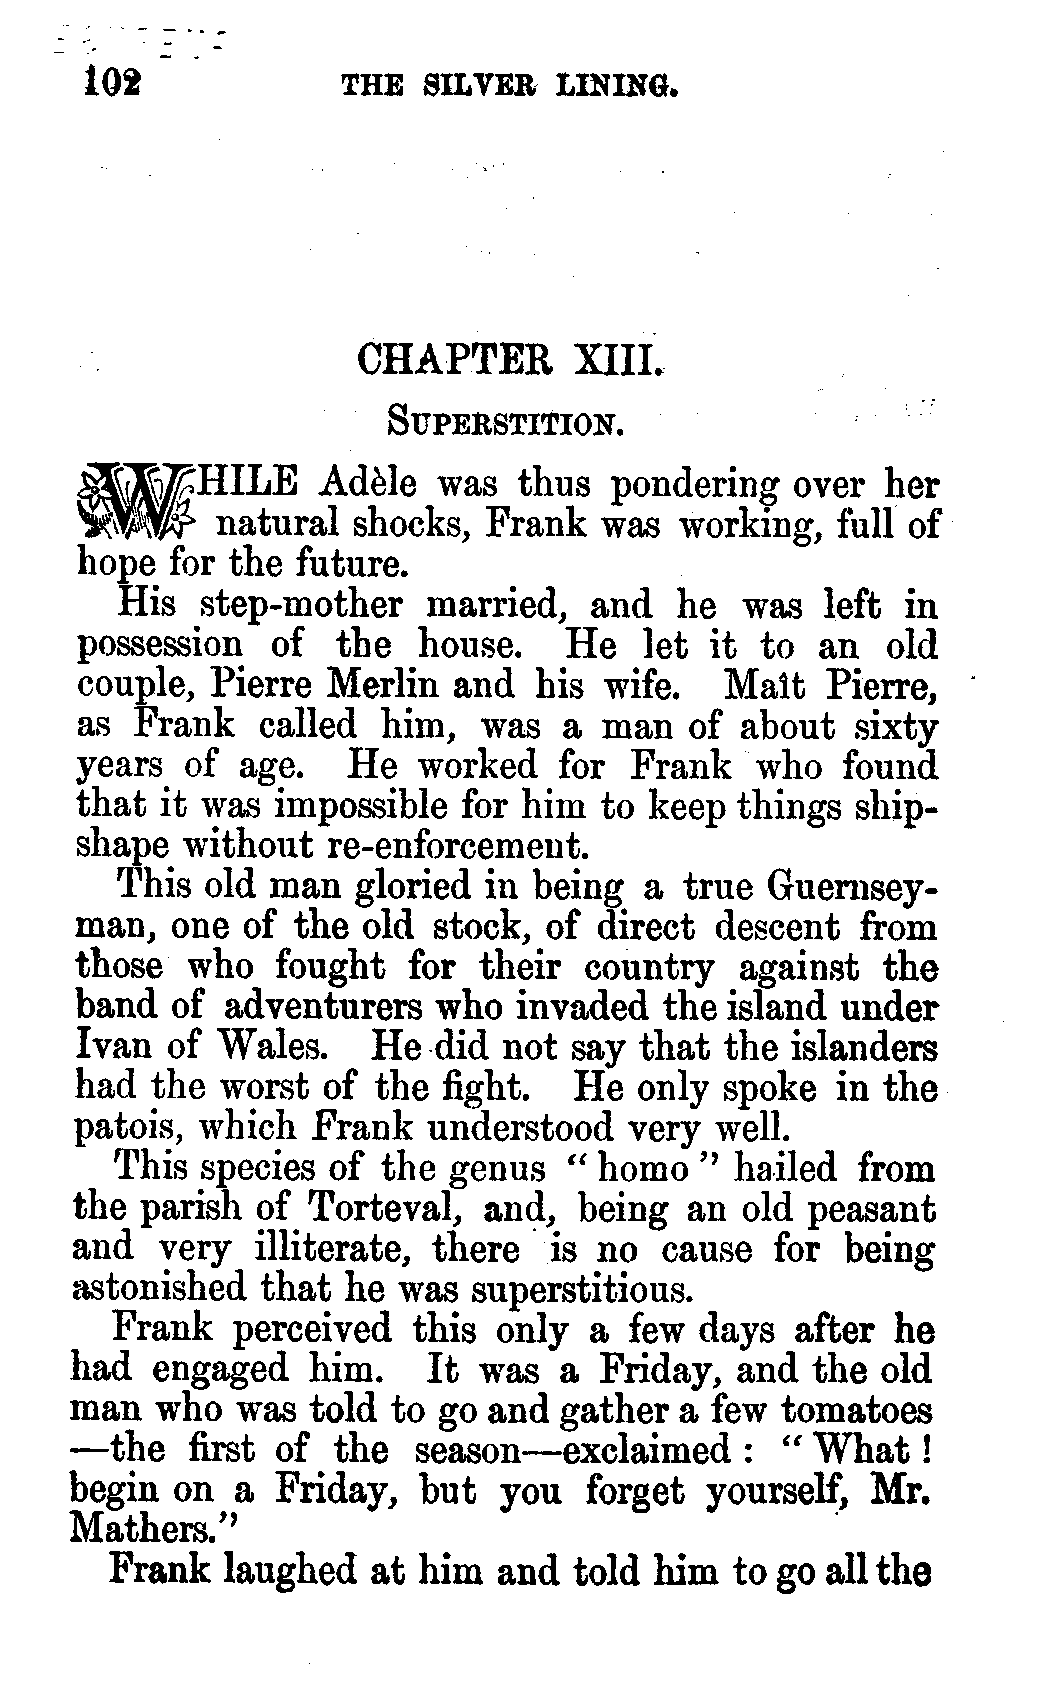 102 THE SILVER LINING.
CHAPTER XIII.
SUPERSTITION.
WHILE Adèle was thus pondering over her
natural shocks, Frank was working, full of
hope for the future.
His step-mother married, and he was left in
possession of the house. He let it to an old
couple, Pierre Merlin and his wife. Maît Pierre,
as Frank called him, was a man of about sixty
years of age. He worked for Frank who found
that it was impossible for him to keep things ship-
shape without re-enforcement.
This old man gloried in being a true Guernsey-
man, one of the old stock, of direct descent from
those who fought for their country against the
band of adventurers who invaded the island under
Ivan of Wales. He did not say that the islanders
had the worst of the fight. He only spoke in the
patois, which Frank understood very well.
This species of the genus "homo" hailed from
the parish of Torteval, and, being an old peasant
and very illiterate, there is no cause for being
astonished that he was superstitious.
Frank perceived this only a few days after he
had engaged him. It was a Friday, and the old
man who was told to go and gather a few tomatoes
—the first of the season—exclaimed: "What!
begin on a Friday, but you forget yourself, Mr.
Mathers."
Frank laughed at him and told him to go all the